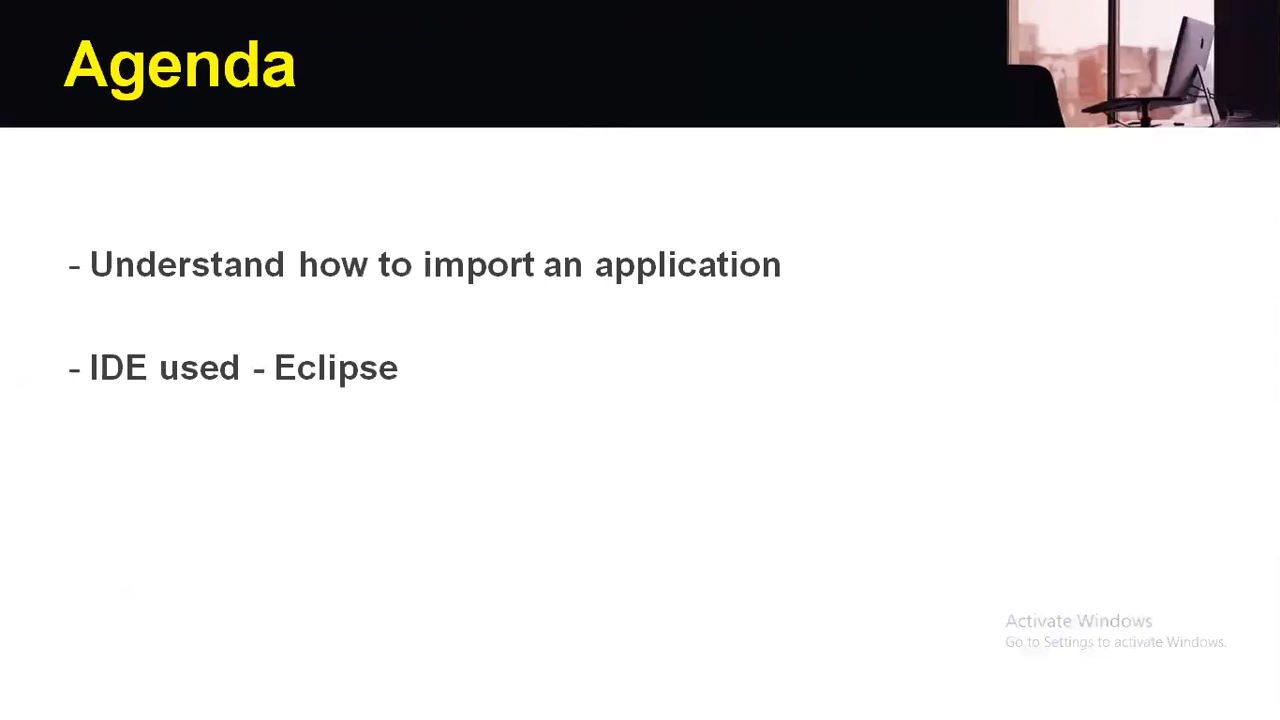 Agenda
- Understand how to import an application
- IDE used - Eclipse
Activate Windows
Go to Settings to activate Windows.